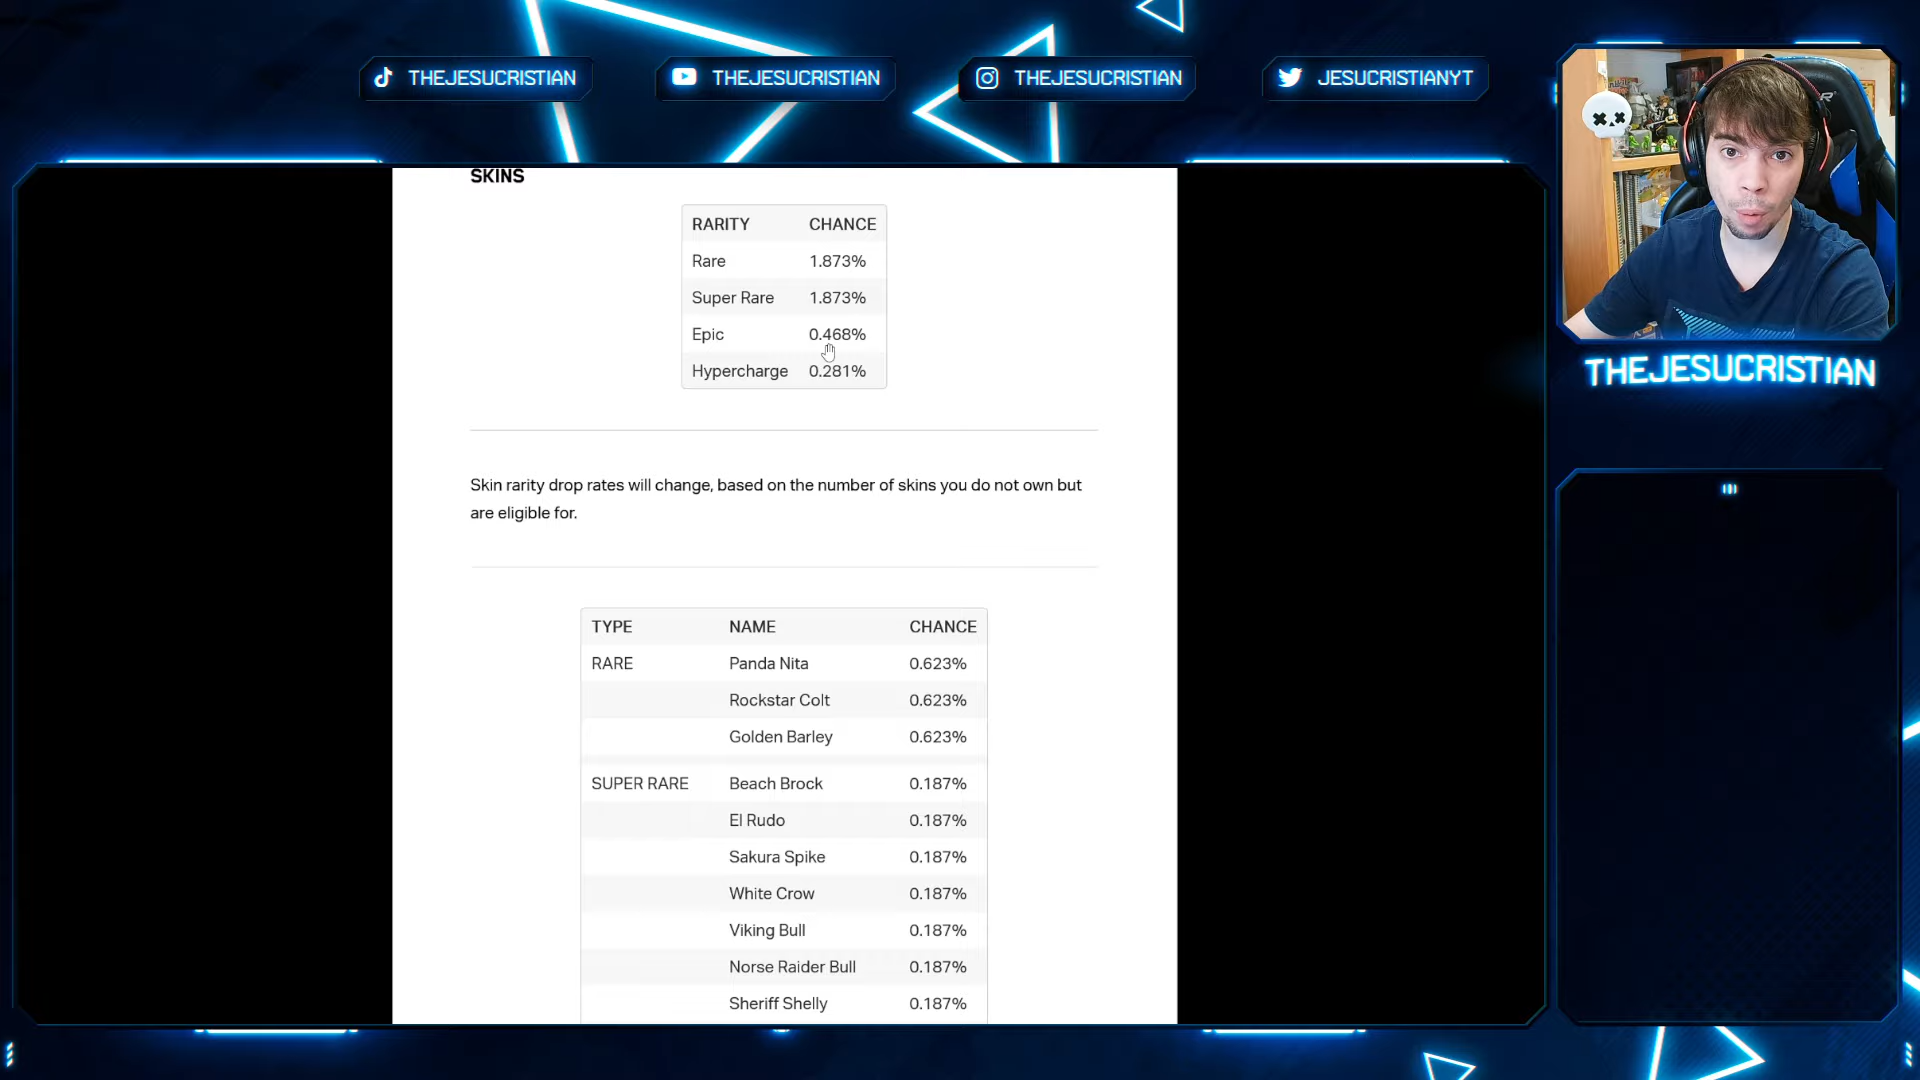 THEJESUCRISTIAN THEJESUCRISTIAN THEJESUCRISTIAN JESUCRISTIANYT
THEJESUCRISTIAN
SKINS
RARITY CHANCE
Rare 1.873%
Super Rare 1.873%
Epic 0.468%
Hypercharge 0.281%
Skin rarity drop rates will change, based on the number of skins you do not own but
are eligible for.
TYPE NAME CHANCE
RARE Panda Nita 0.623%
Rockstar Colt 0.623%
Golden Barley 0.623%
SUPER RARE Beach Brock 0.187%
El Rudo 0.187%
Sakura Spike 0.187%
White Crow 0.187%
Viking Bull 0.187%
Norse Raider Bull 0.187%
Sheriff Shelly 0.187%